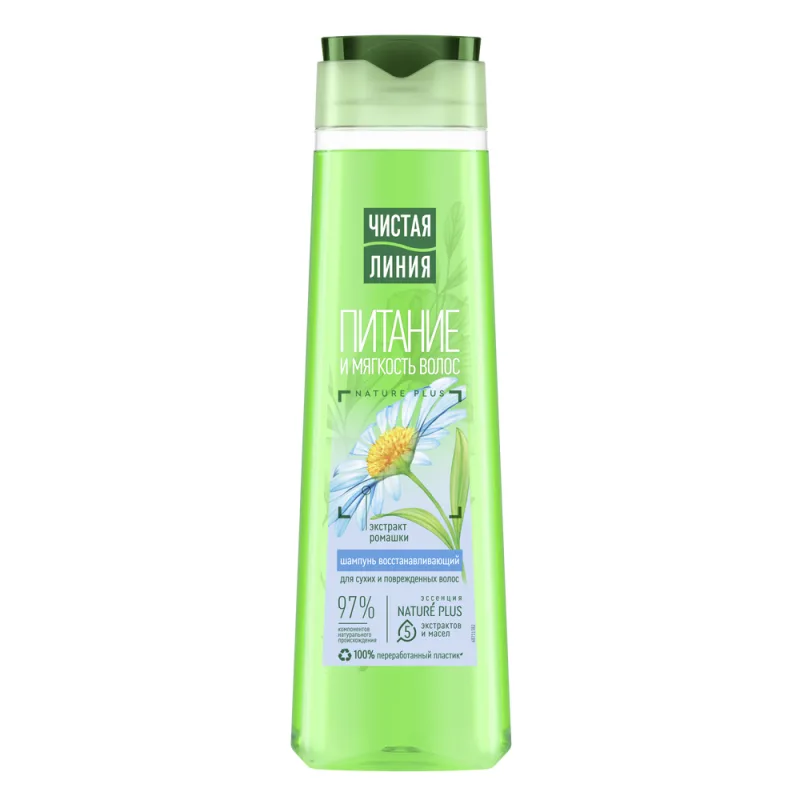 ЧИСТАЯ
ЛИНИЯ
ПИТАНИЕ
И МЯГКОСТЬ ВОЛОС
NATURE PLUS
экстракт
ромашки
шампунь восстанавливающий
для сухих и поврежденных волос
97%
компонентов
натурального
происхождения
эссенция
NATURE PLUS
5 экстрактов
и масел
100% переработанный пластик*